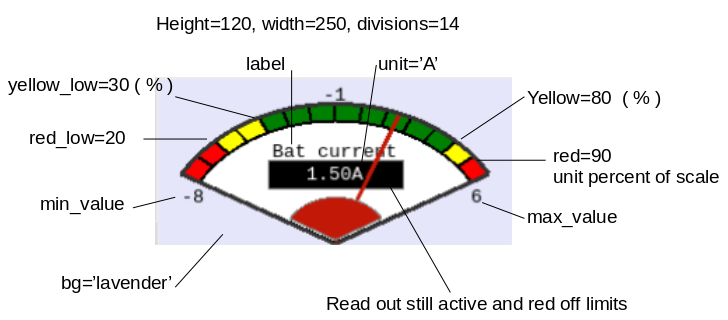 Height=120, width=250, divisions=14
label
unit='A'
yellow_low=30 ( % )
-1
Yellow=80 ( % )
red_low=20
Bat current
1.50A
red=90
unit percent of scale
min_value
-8
6
max_value
bg='lavender'
Read out still active and red off limits